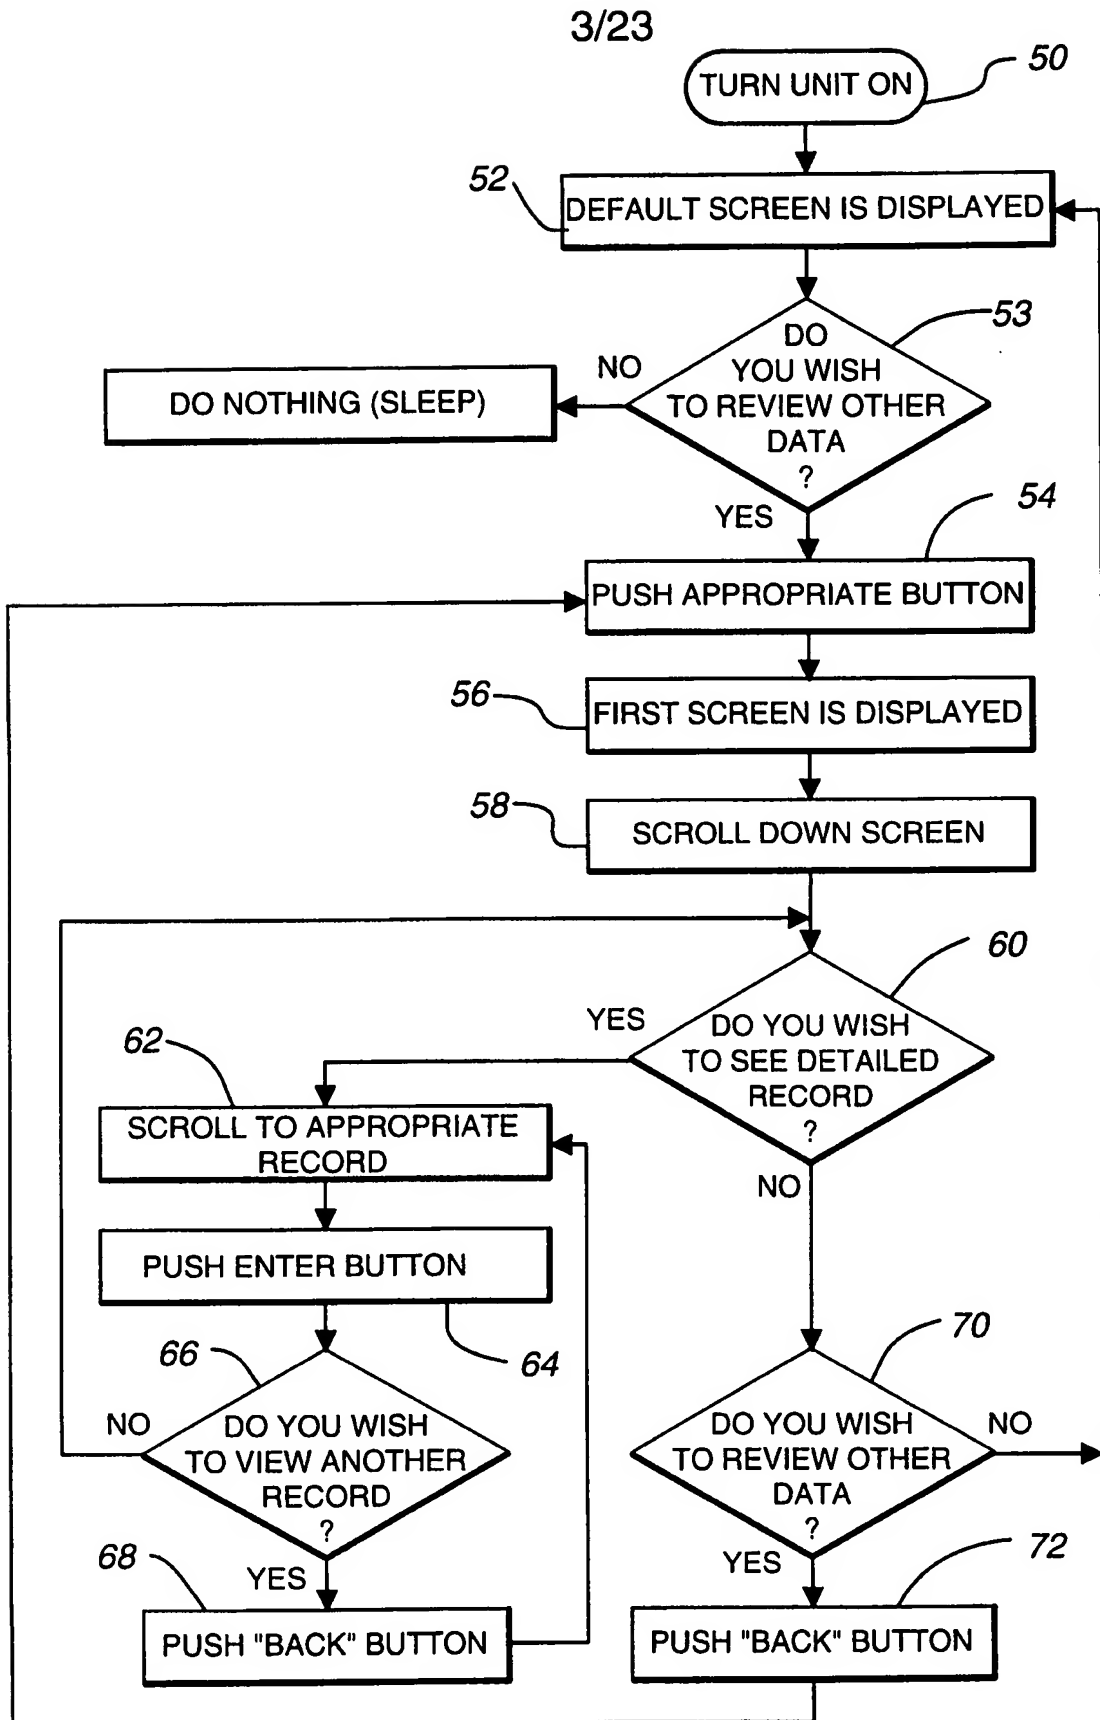 3/23
TURN UNIT ON
50
52
DEFAULT SCREEN IS DISPLAYED
53
DO
YOU WISH
TO REVIEW OTHER
DATA
?
NO
DO NOTHING (SLEEP)
YES
54
PUSH APPROPRIATE BUTTON
56
FIRST SCREEN IS DISPLAYED
58
SCROLL DOWN SCREEN
60
YES
DO YOU WISH
TO SEE DETAILED
RECORD
?
NO
62
SCROLL TO APPROPRIATE
RECORD
PUSH ENTER BUTTON
64
66
NO
DO YOU WISH
TO VIEW ANOTHER
RECORD
?
YES
68
PUSH "BACK" BUTTON
70
DO YOU WISH
TO REVIEW OTHER
DATA
?
NO
YES
72
PUSH "BACK" BUTTON